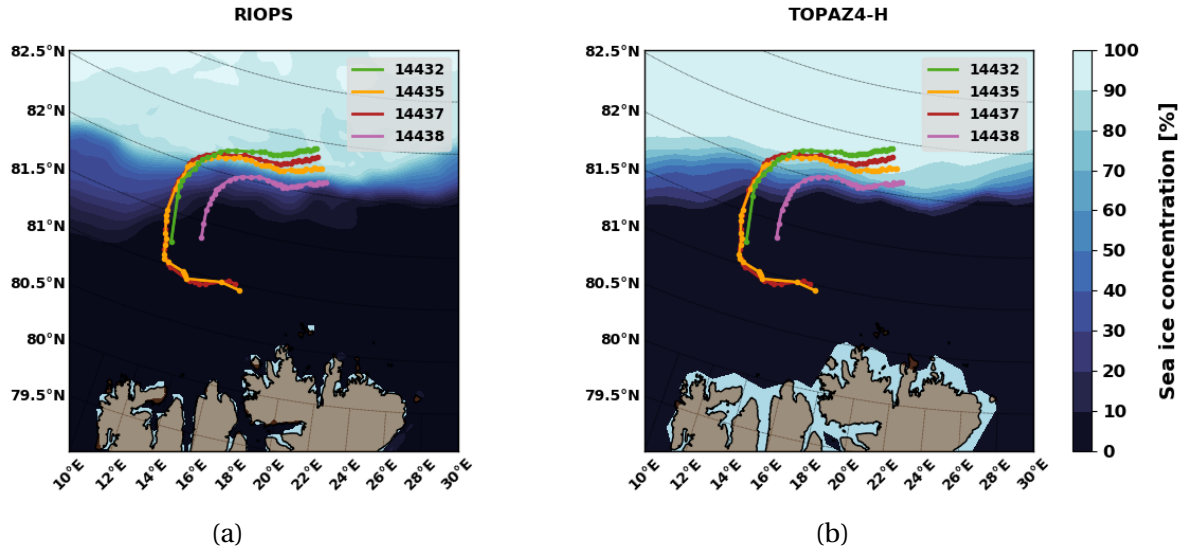 RIOPS
82.5°N
82°N
81.5°N
81°N
80.5°N
80°N
79.5°N
10°E
12°E
14°E
16°E
18°E
20°E
22°E
24°E
26°E
28°E
30°E
14432
14435
14437
14438
(a)
TOPAZ4-H
82.5°N
82°N
81.5°N
81°N
80.5°N
80°N
79.5°N
10°E
12°E
14°E
16°E
18°E
20°E
22°E
24°E
26°E
28°E
30°E
14432
14435
14437
14438
(b)
100
90
80
70
60
50
40
30
20
10
0
Sea ice concentration [%]